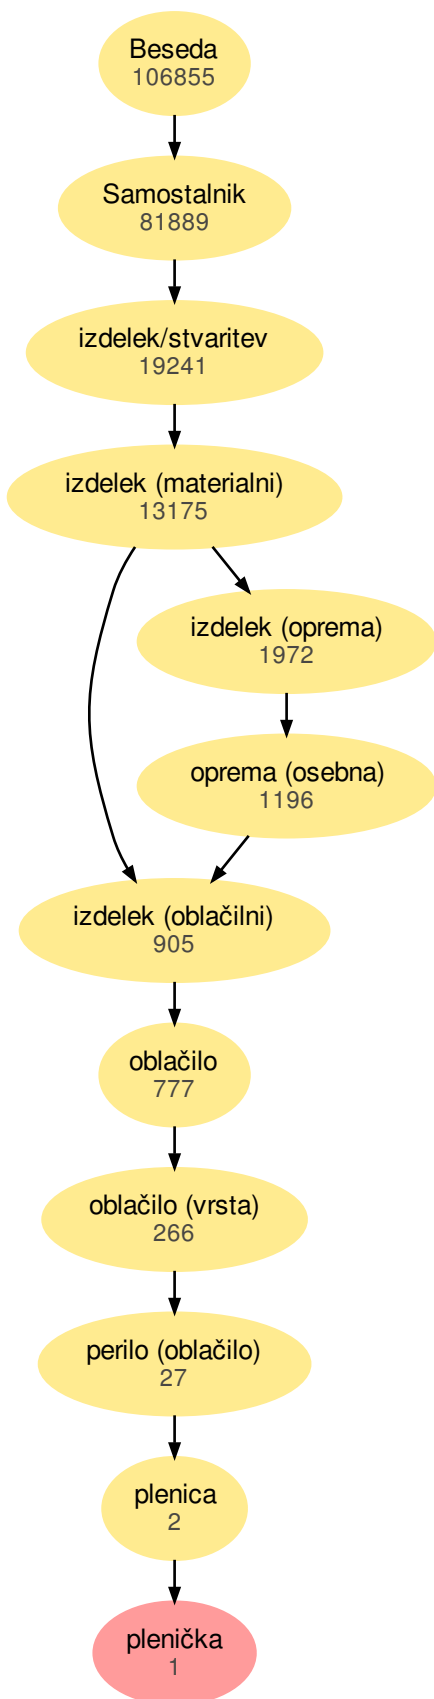 Beseda
106855
Samostalnik
81889
izdelek/stvaritev
19241
izdelek (materialni)
13175
izdelek (oprema)
1972
oprema (osebna)
1196
izdelek (oblačilni)
905
oblačilo
777
oblačilo (vrsta)
266
perilo (oblačilo)
27
plenica
2
plenička
1